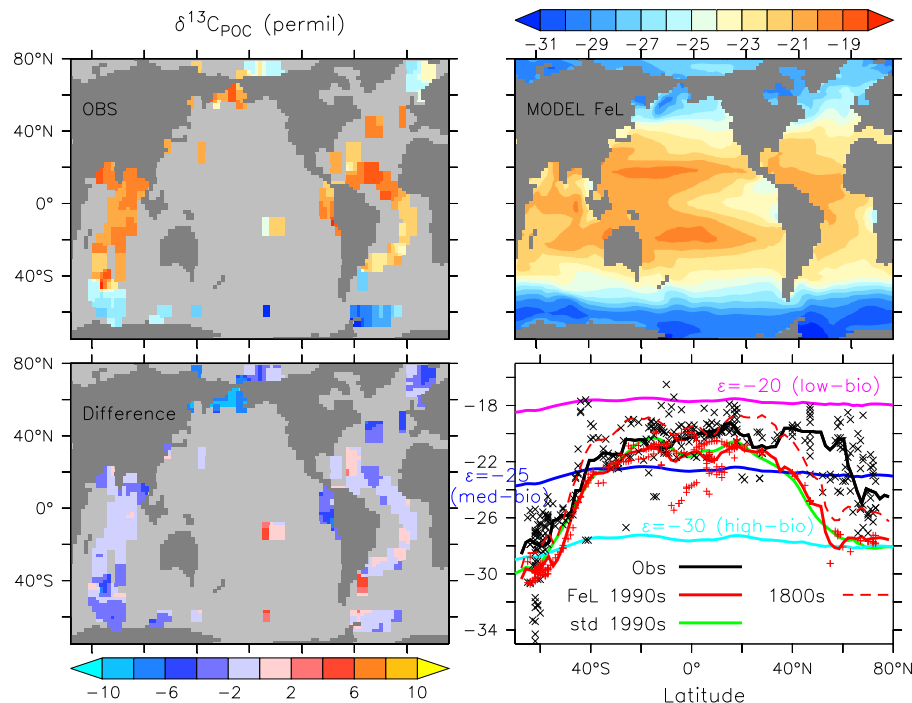 δ13CPOC (permil)
−31 −29 −27 −25 −23 −21 −19
80°N
40°N
0°
40°S
OBS
MODEL FeL
80°N
40°N
0°
40°S
Difference
−10 −6 −2 2 6 10
−18
−22
−26
−30
−34
ε=−20 (low−bio)
ε=−25
(med−bio)
ε=−30 (high−bio)
Obs
FeL 1990s
1800s
std 1990s
40°S 0° 40°N 80°N
Latitude